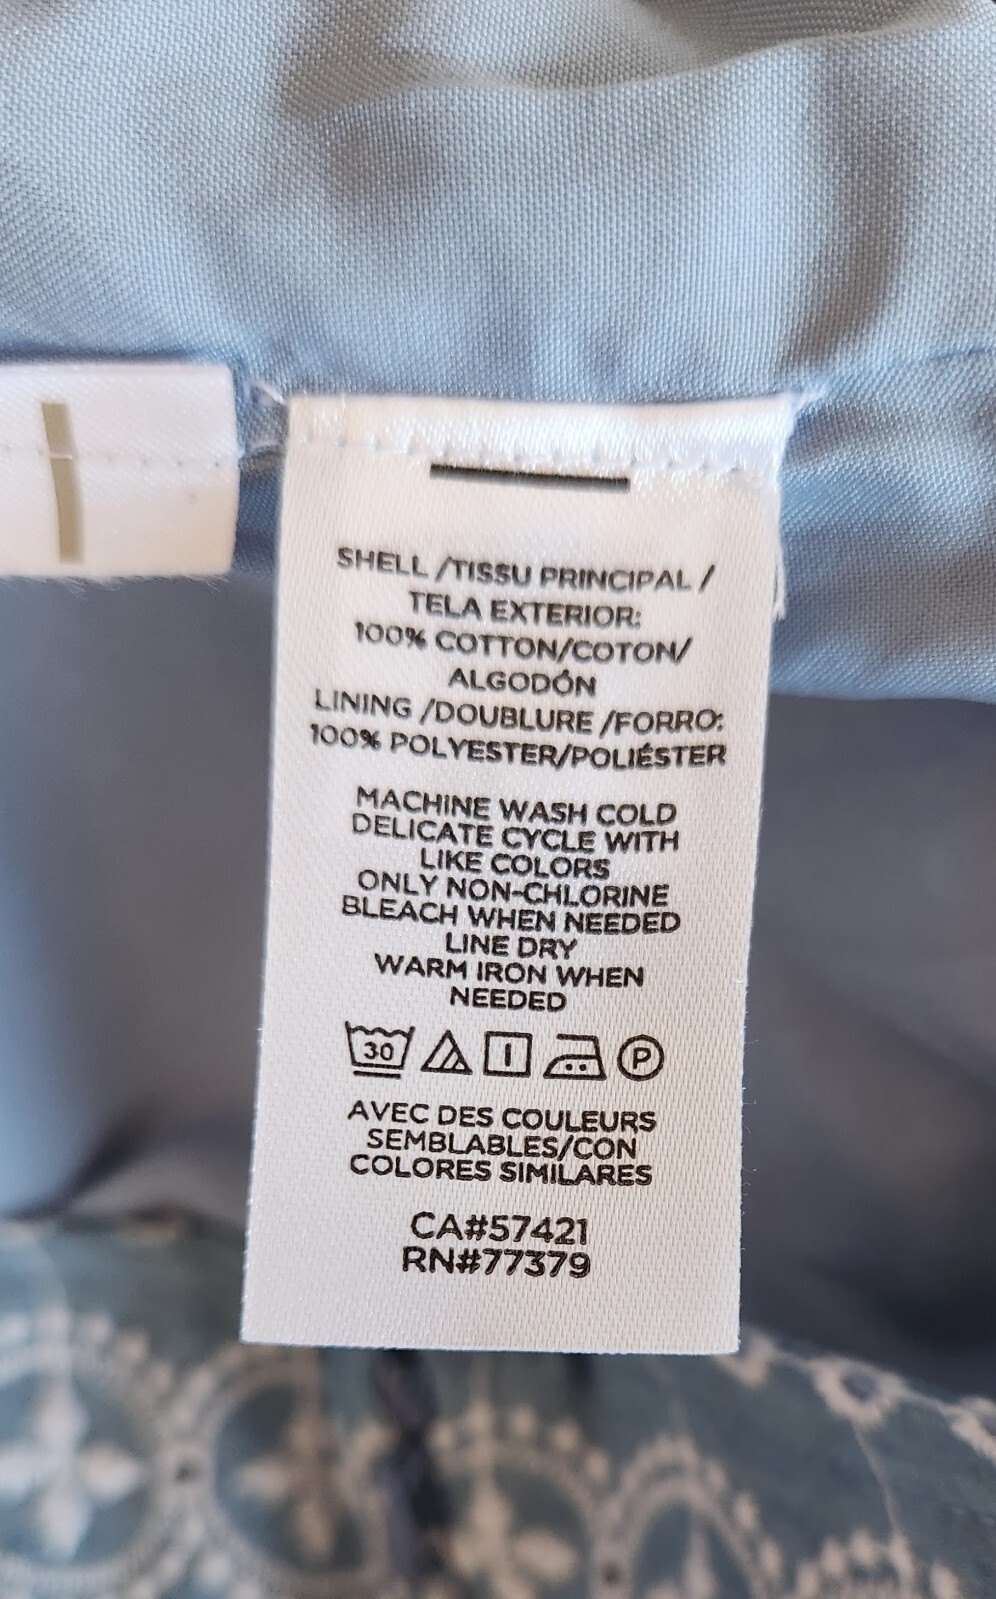 SHELL /TISSU PRINCIPAL /
TELA EXTERIOR:
100% COTTON/COTON/
ALGODÓN
LINING /DOUBLURE /FORRO:
100% POLYESTER/POLIÉSTER
MACHINE WASH COLD
DELICATE CYCLE WITH
LIKE COLORS
ONLY NON-CHLORINE
BLEACH WHEN NEEDED
LINE DRY
WARM IRON WHEN
NEEDED
30 P
AVEC DES COULEURS
SEMBLABLES/CON
COLORES SIMILARES
CA#57421
RN#77379